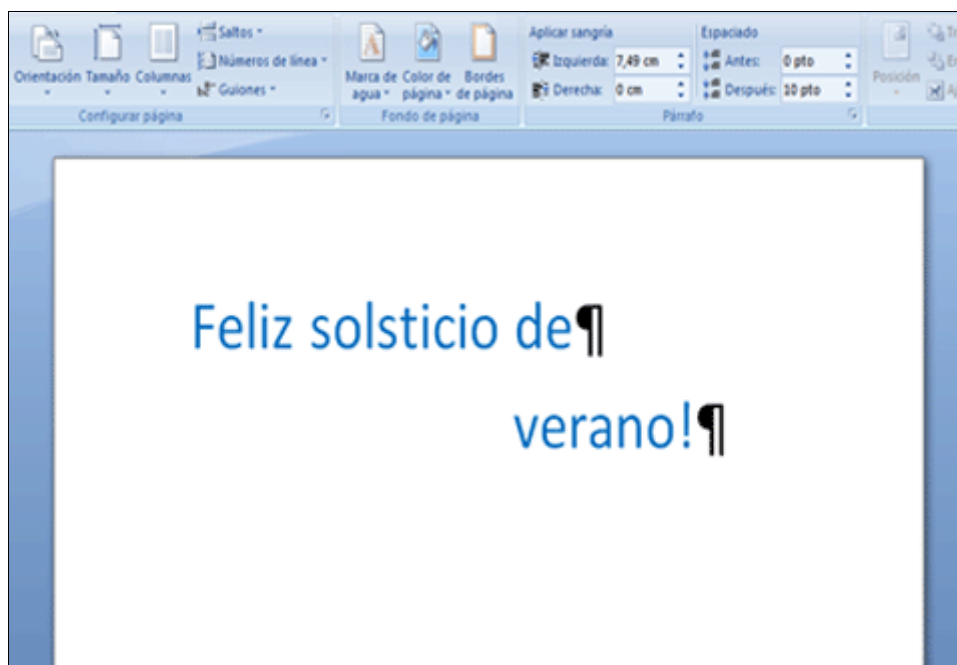 Saltos
Aplicar sangría
Espaciado
Números de línea
Izquierda: 7,49 cm
Antes: 0 pto
Orientación Tamaño Columnas
Marca de agua
Color de página
Bordes de página
Posición
Guiones
Derecha: 0 cm
Después: 10 pto
Configurar página
Fondo de página
Párrafo
Feliz solsticio de¶
verano!¶